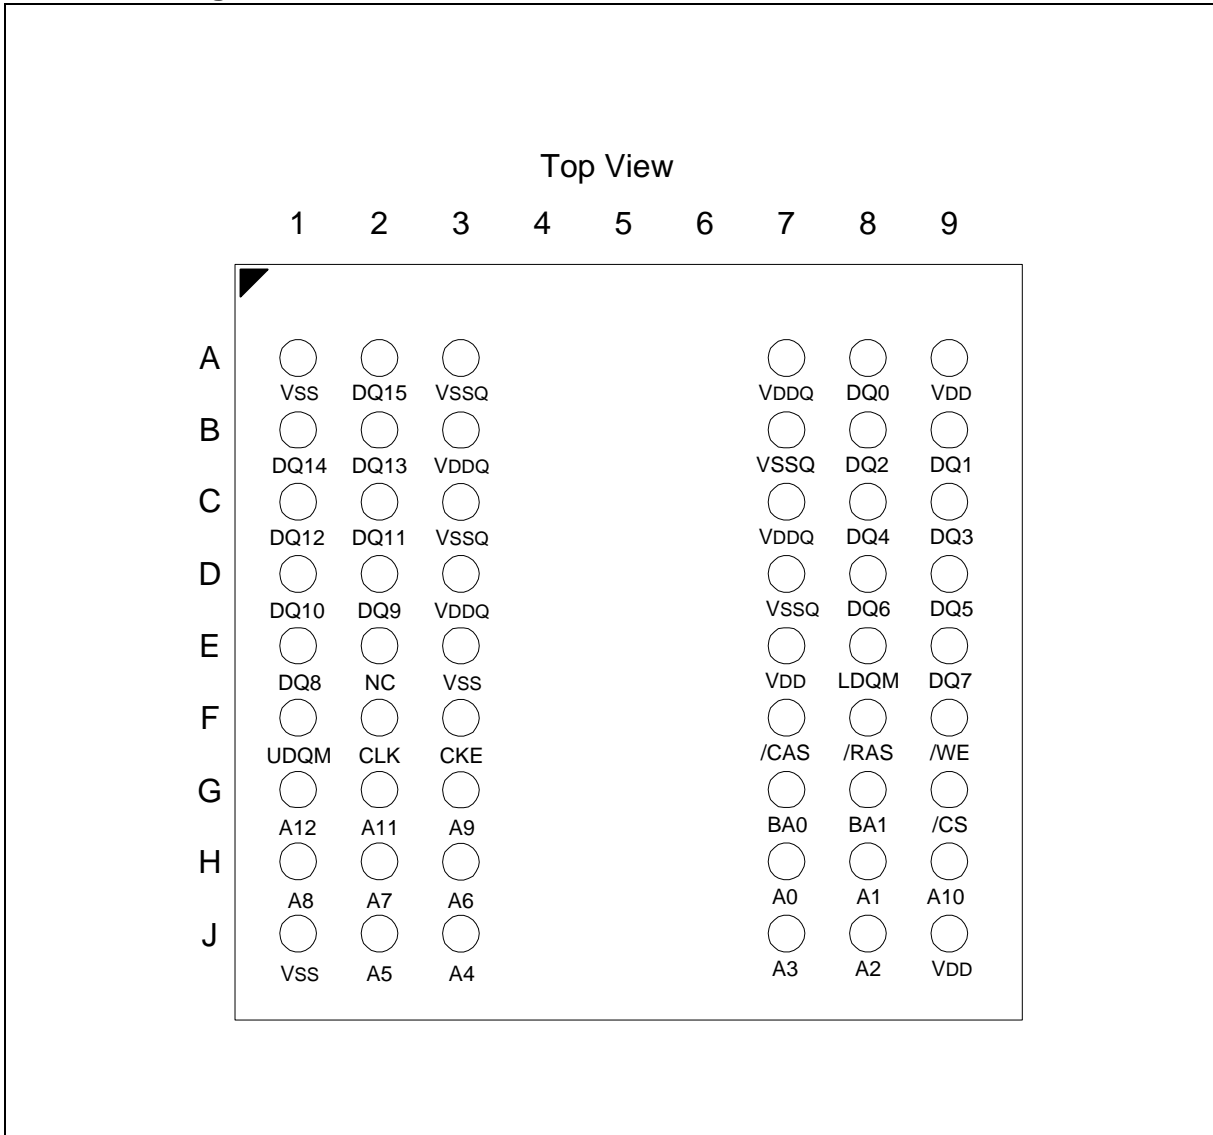 Top View
1 2 3 4 5 6 7 8 9
A
VSS DQ15 VSSQ VDDQ DQ0 VDD
B
DQ14 DQ13 VDDQ VSSQ DQ2 DQ1
C
DQ12 DQ11 VSSQ VDDQ DQ4 DQ3
D
DQ10 DQ9 VDDQ VSSQ DQ6 DQ5
E
DQ8 NC VSS VDD LDQM DQ7
F
UDQM CLK CKE /CAS /RAS /WE
G
A12 A11 A9 BA0 BA1 /CS
H
A8 A7 A6 A0 A1 A10
J
VSS A5 A4 A3 A2 VDD